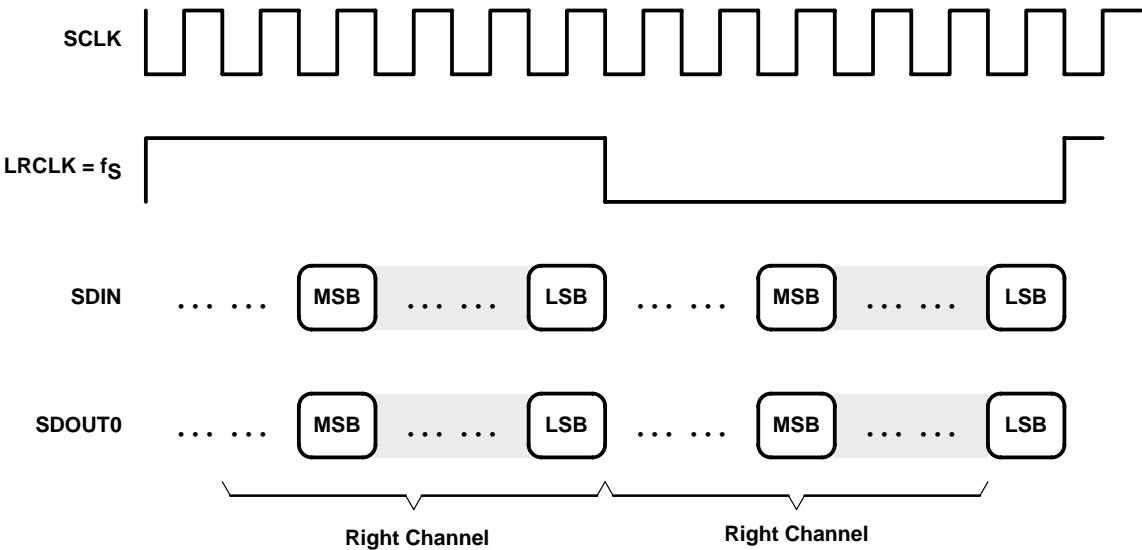 SCLK
LRCLK = fS
SDIN ... ... MSB ... ... LSB ... ... MSB ... ... LSB
SDOUT0 ... ... MSB ... ... LSB ... ... MSB ... ... LSB
Right Channel Right Channel